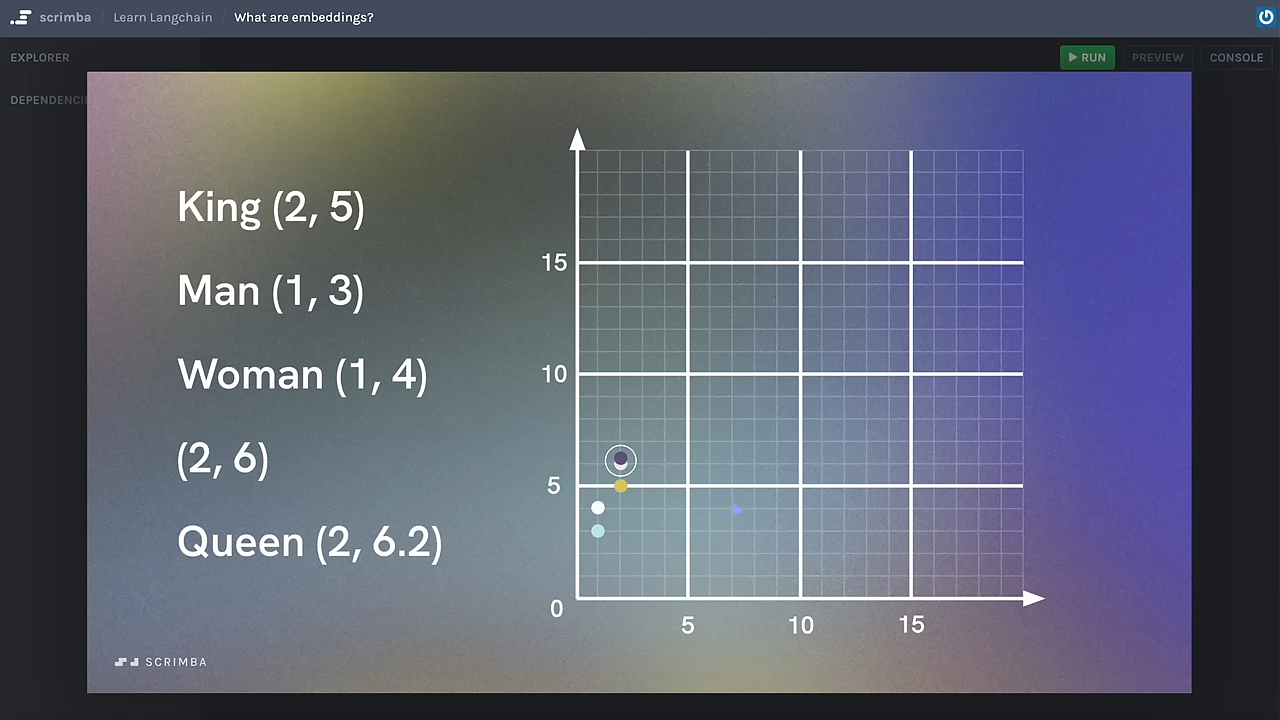 scrimba / Learn Langchain / What are embeddings?
EXPLORER
RUN
PREVIEW
CONSOLE
DEPENDENCI
King (2, 5)
Man (1, 3)
Woman (1, 4)
(2, 6)
Queen (2, 6.2)
15
10
5
0
5 10 15
SCRIMBA